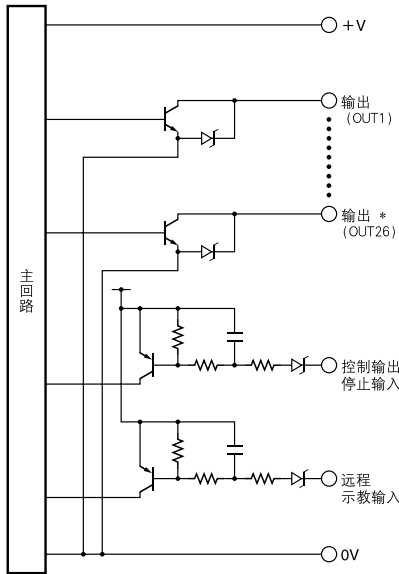 +V
输出
(OUT1)
输出 *
(OUT26)
主回路
控制输出
停止输入
远程
示教输入
0V